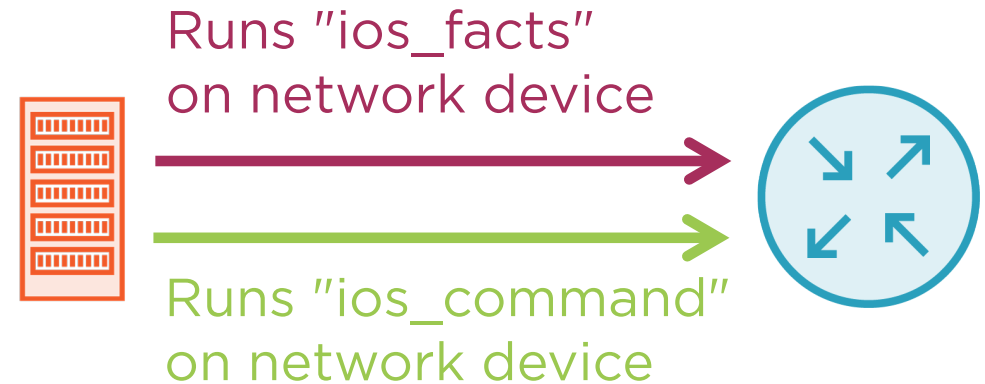 Runs "ios_facts"
on network device
Runs "ios_command"
on network device